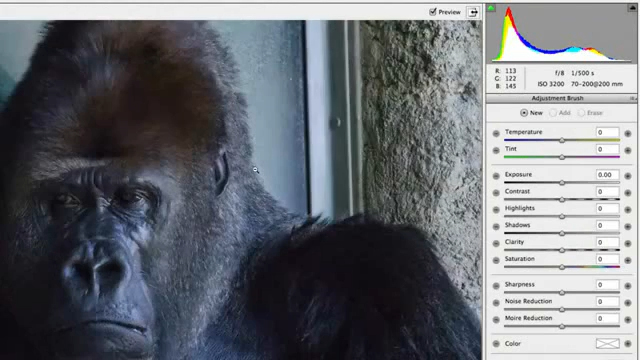 Preview
R: 113
G: 122
B: 145
f/8 1/500 s
ISO 3200 70-200@200 mm
Adjustment Brush
New Add Erase
Temperature 0
Tint 0
Exposure 0.00
Contrast 0
Highlights 0
Shadows 0
Clarity 0
Saturation 0
Sharpness 0
Noise Reduction 0
Moire Reduction 0
Color